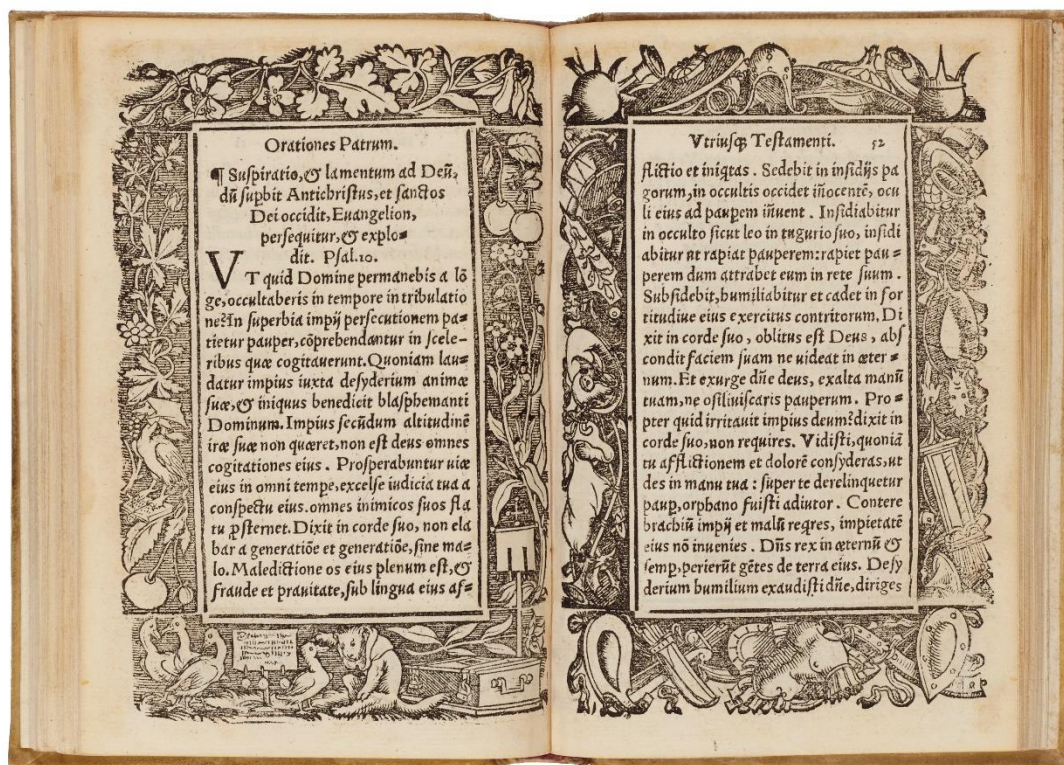 Orationes Patrum.
¶ Suspiratio, & lamentum ad Deū,
dū supbit Antichristus, et sanctos
Dei occidit, Euangelion,
persequitur, & explo=
dit. Psal. 10.
VT quid Domine permanebis a lō
ge, occultaberis in tempore in tribulatio
ne? In superbia impij persecutionem pa=
tietur pauper, cōprehendantur in scele-
ribus quæ cogitauerunt. Quoniam lau=
datur impius iuxta desyderium animæ
suæ, & iniquus benedicit blasphemanti
Dominum. Impius secūdum altitudinē
iræ suæ non quæret, non est deus omnes
cogitationes eius. Prosperabuntur uiæ
eius in omni tempe, excelse iudicia tua a
conspectu eius. omnes inimicos suos fla
tu ꝓsternet. Dixit in corde suo, non ela
bar a generatiōe et generatiōe, sine ma=
lo. Maledictione os eius plenum est, &
fraude et prauitate, sub lingua eius af=
Vtriusq; Testamenti. 52
flictio et iniqtas. Sedebit in insidijs pa
gorum, in occultis occidet iñocentē, ocu
li eius ad paupem iñuent. Insidiabitur
in occulto sicut leo in tugurio suo, insidi
abitur ut rapiat pauperem: rapiet pau=
perem dum attrahet eum in rete suum.
Subsidebit, humiliabitur et cadet in for
titudiue eius exercitus contritorum. Di
xit in corde suo, oblitus est Deus, abs
condit faciem suam ne uideat in æter=
num. Et exurge dñe deus, exalta manū
tuam, ne obliuiscaris pauperum. Pro=
pter quid irritauit impius deum? dixit in
corde suo, non requires. Vidisti, quoniā
tu afflictionem et dolorē consyderas, ut
des in manu tua: super te derelinquetur
paup, orphano fuisti adiutor. Contere
brachiū impij et malū reqres, impietatē
eius nō inuenies. Dñs rex in æternū &
semp, perierūt gētes de terra eius. Desy
derium humilium exaudisti dñe, diriges